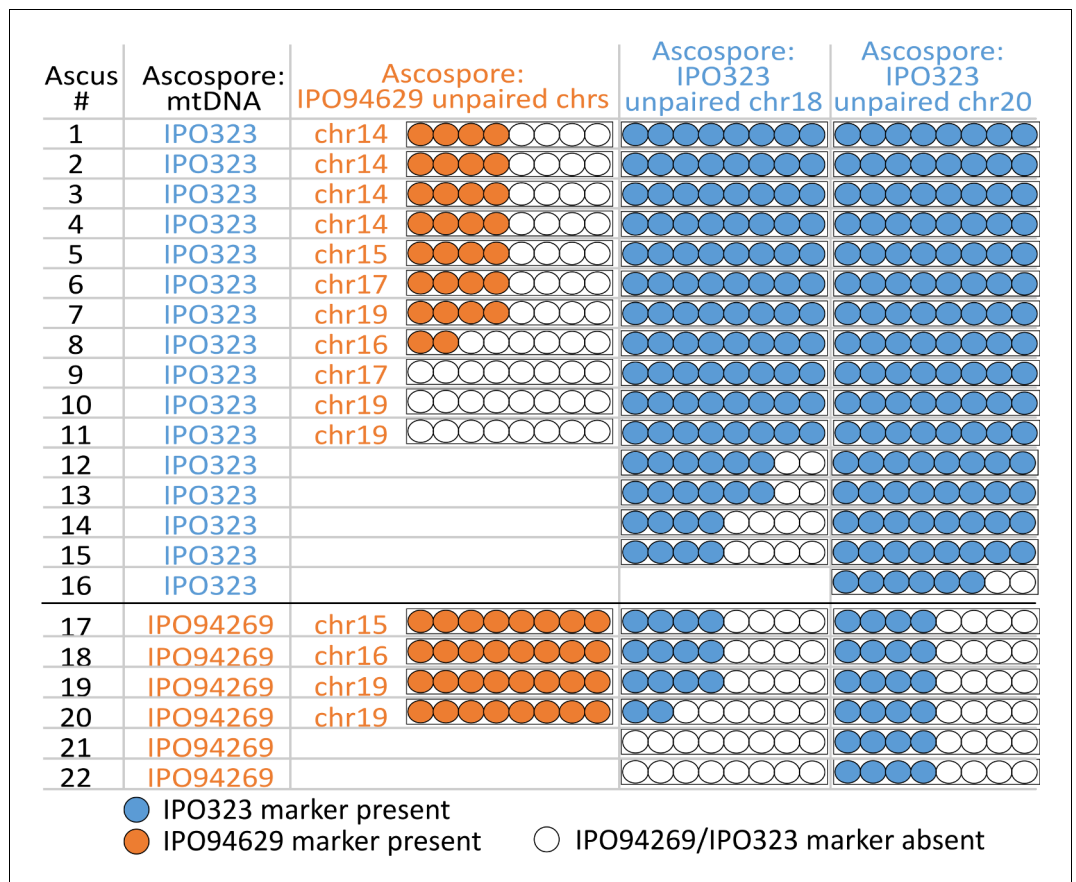 Ascus # Ascospore: mtDNA Ascospore: IPO94629 unpaired chrs Ascospore: IPO323 unpaired chr18 Ascospore: IPO323 unpaired chr20
1 IPO323 chr14
2 IPO323 chr14
3 IPO323 chr14
4 IPO323 chr14
5 IPO323 chr15
6 IPO323 chr17
7 IPO323 chr19
8 IPO323 chr16
9 IPO323 chr17
10 IPO323 chr19
11 IPO323 chr19
12 IPO323
13 IPO323
14 IPO323
15 IPO323
16 IPO323
17 IPO94269 chr15
18 IPO94269 chr16
19 IPO94269 chr19
20 IPO94269 chr19
21 IPO94269
22 IPO94269
IPO323 marker present
IPO94629 marker present IPO94269/IPO323 marker absent